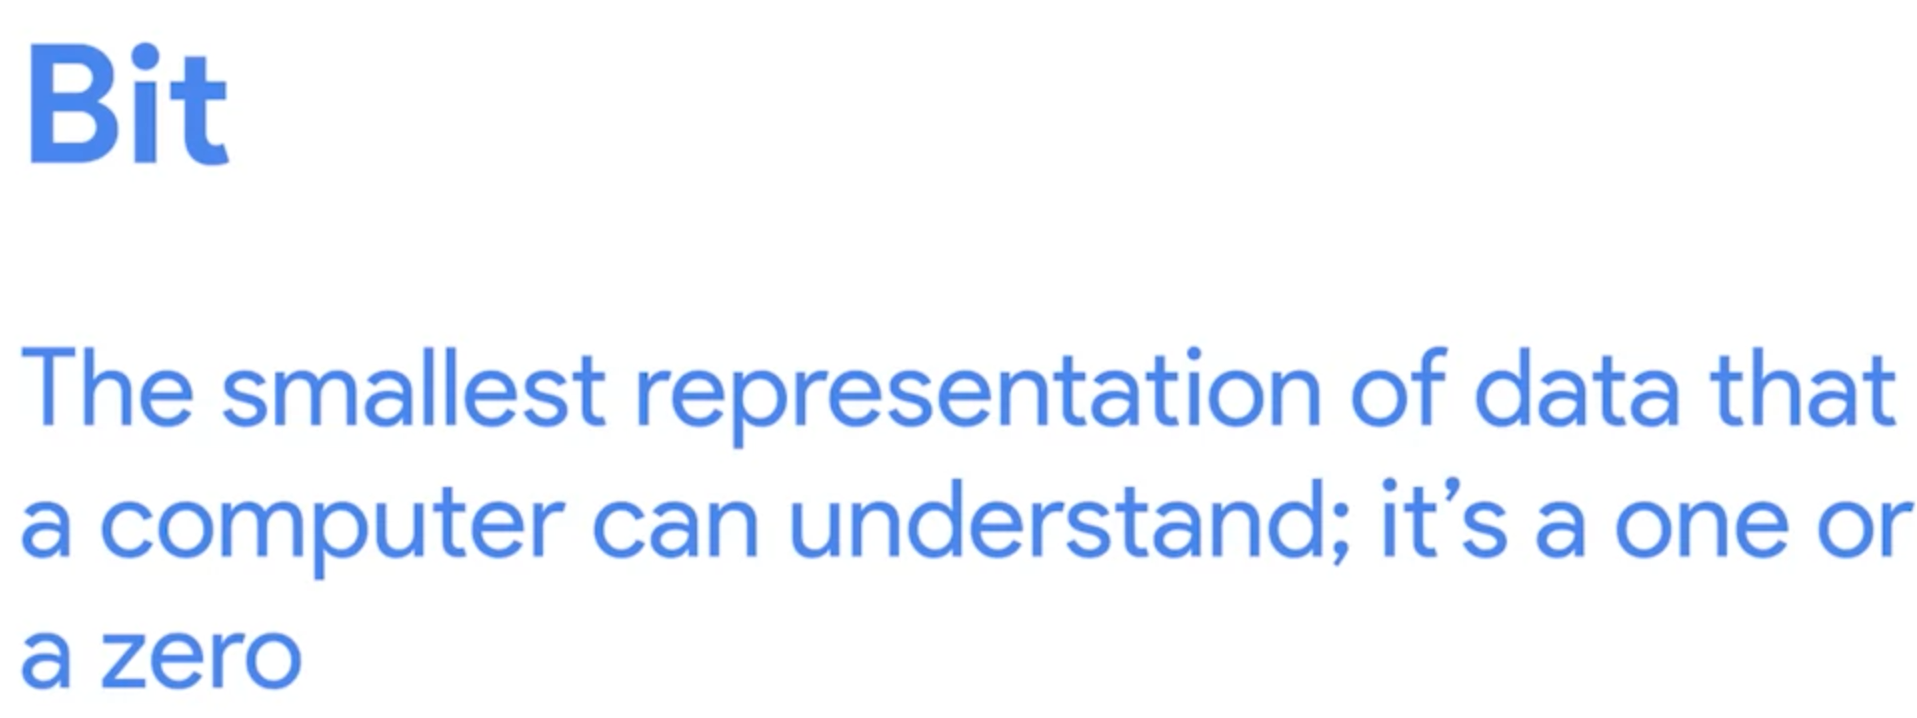 Bit
The smallest representation of data that
a computer can understand; it’s a one or
a zero